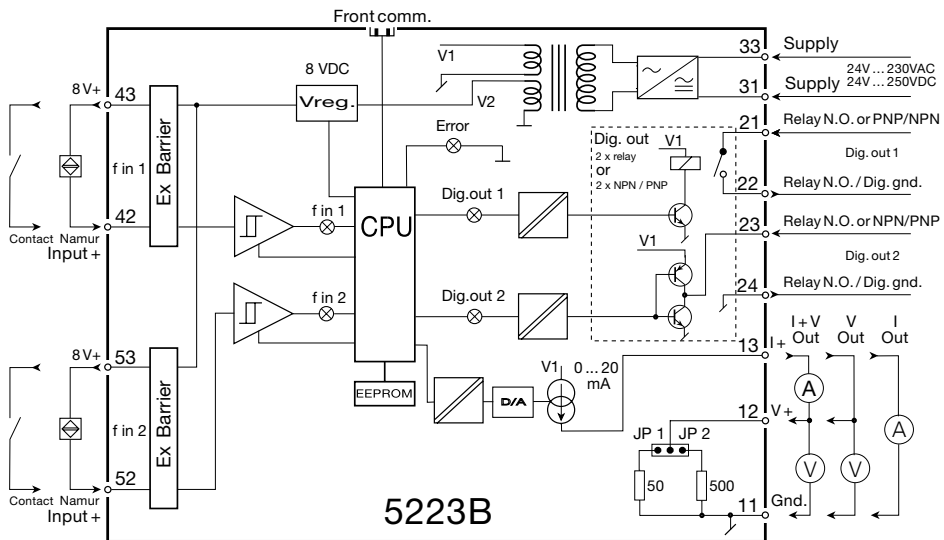 Front comm.
33
Supply
24V ... 230VAC
24V ... 250VDC
31
Supply
V1
8 VDC
Vreg.
V2
8V+
43
Ex Barrier
f in 1
42
Contact
Namur
Input +
Error
21
Relay N.O. or PNP/NPN
Dig. out 1
22
Relay N.O. / Dig. gnd.
Dig. out
2 x relay
or
2 x NPN / PNP
V1
V1
CPU
f in 1
Dig.out 1
23
Relay N.O. or NPN/PNP
Dig. out 2
24
Relay N.O. / Dig. gnd.
f in 2
Dig.out 2
I + V
Out
V
Out
I
Out
13
I +
8 V+
53
Ex Barrier
f in 2
52
Contact
Namur
Input +
EEPROM
D/A
V1
0 ... 20
mA
A
A
12
V +
JP 1
JP 2
V
V
50
500
11
Gnd.
5223B